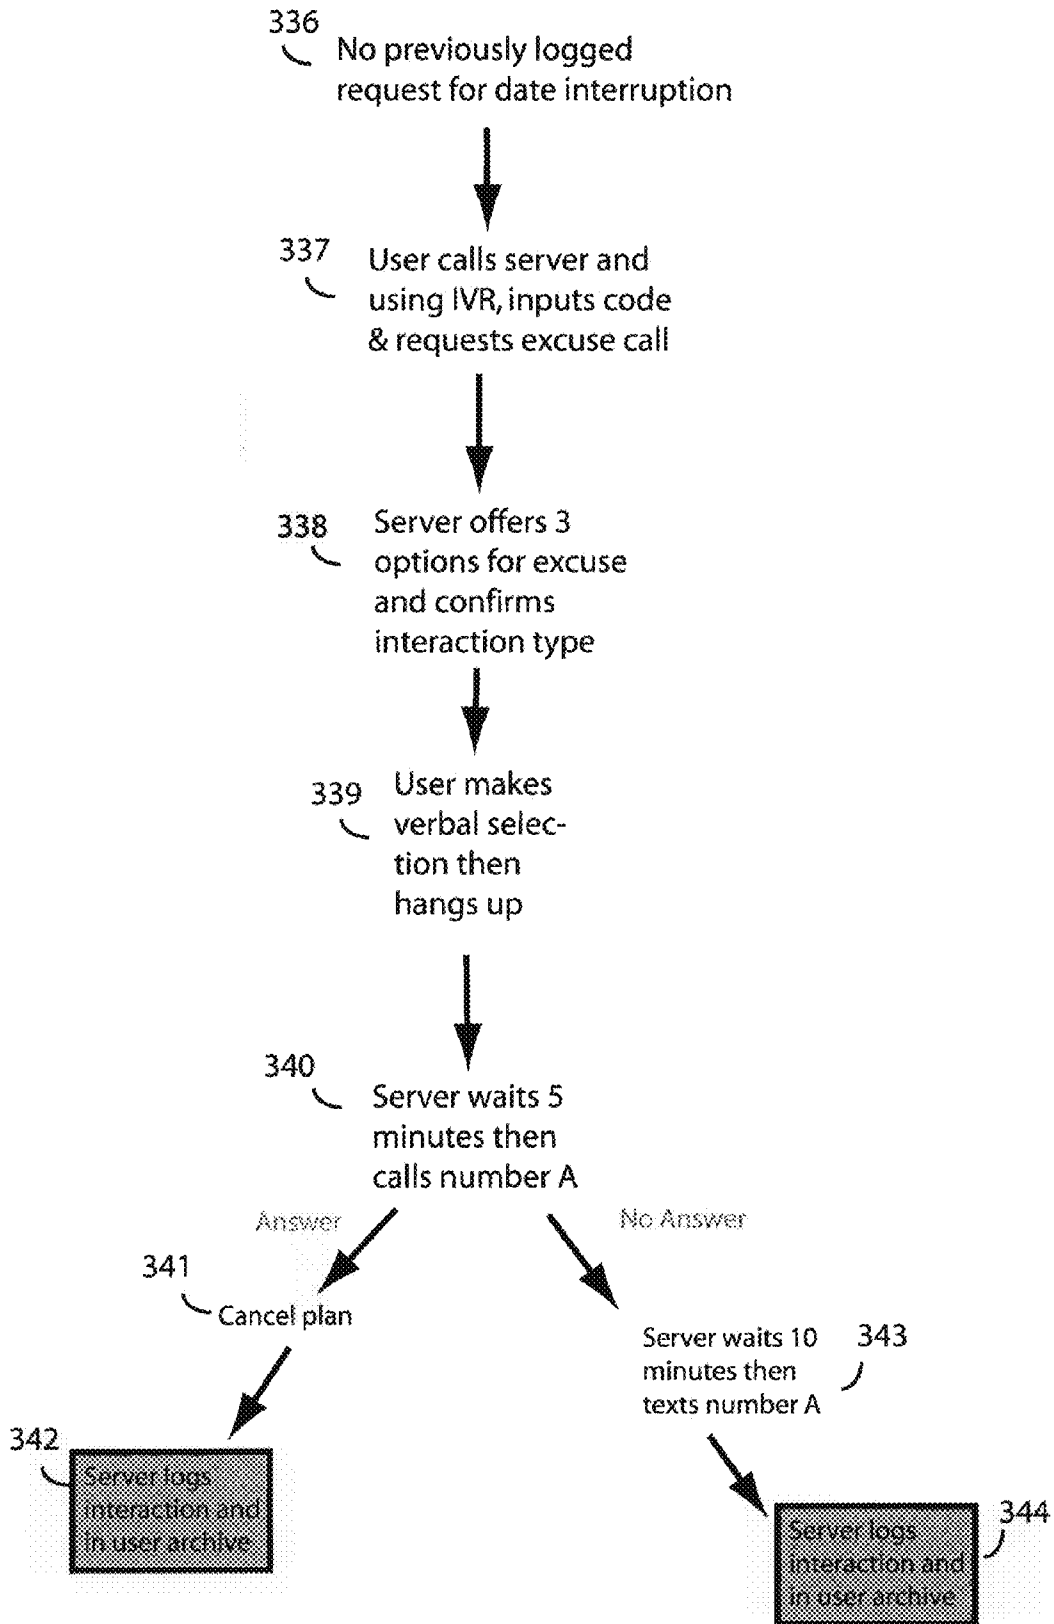 336
No previously logged
request for date interruption
337
User calls server and
using IVR, inputs code
& requests excuse call
338
Server offers 3
options for excuse
and confirms
interaction type
339
User makes
verbal selec-
tion then
hangs up
340
Server waits 5
minutes then
calls number A
Answer
No Answer
341
Cancel plan
Server waits 10
minutes then
texts number A
343
342
Server logs
interaction and
in user archive
344
Server logs
interaction and
in user archive